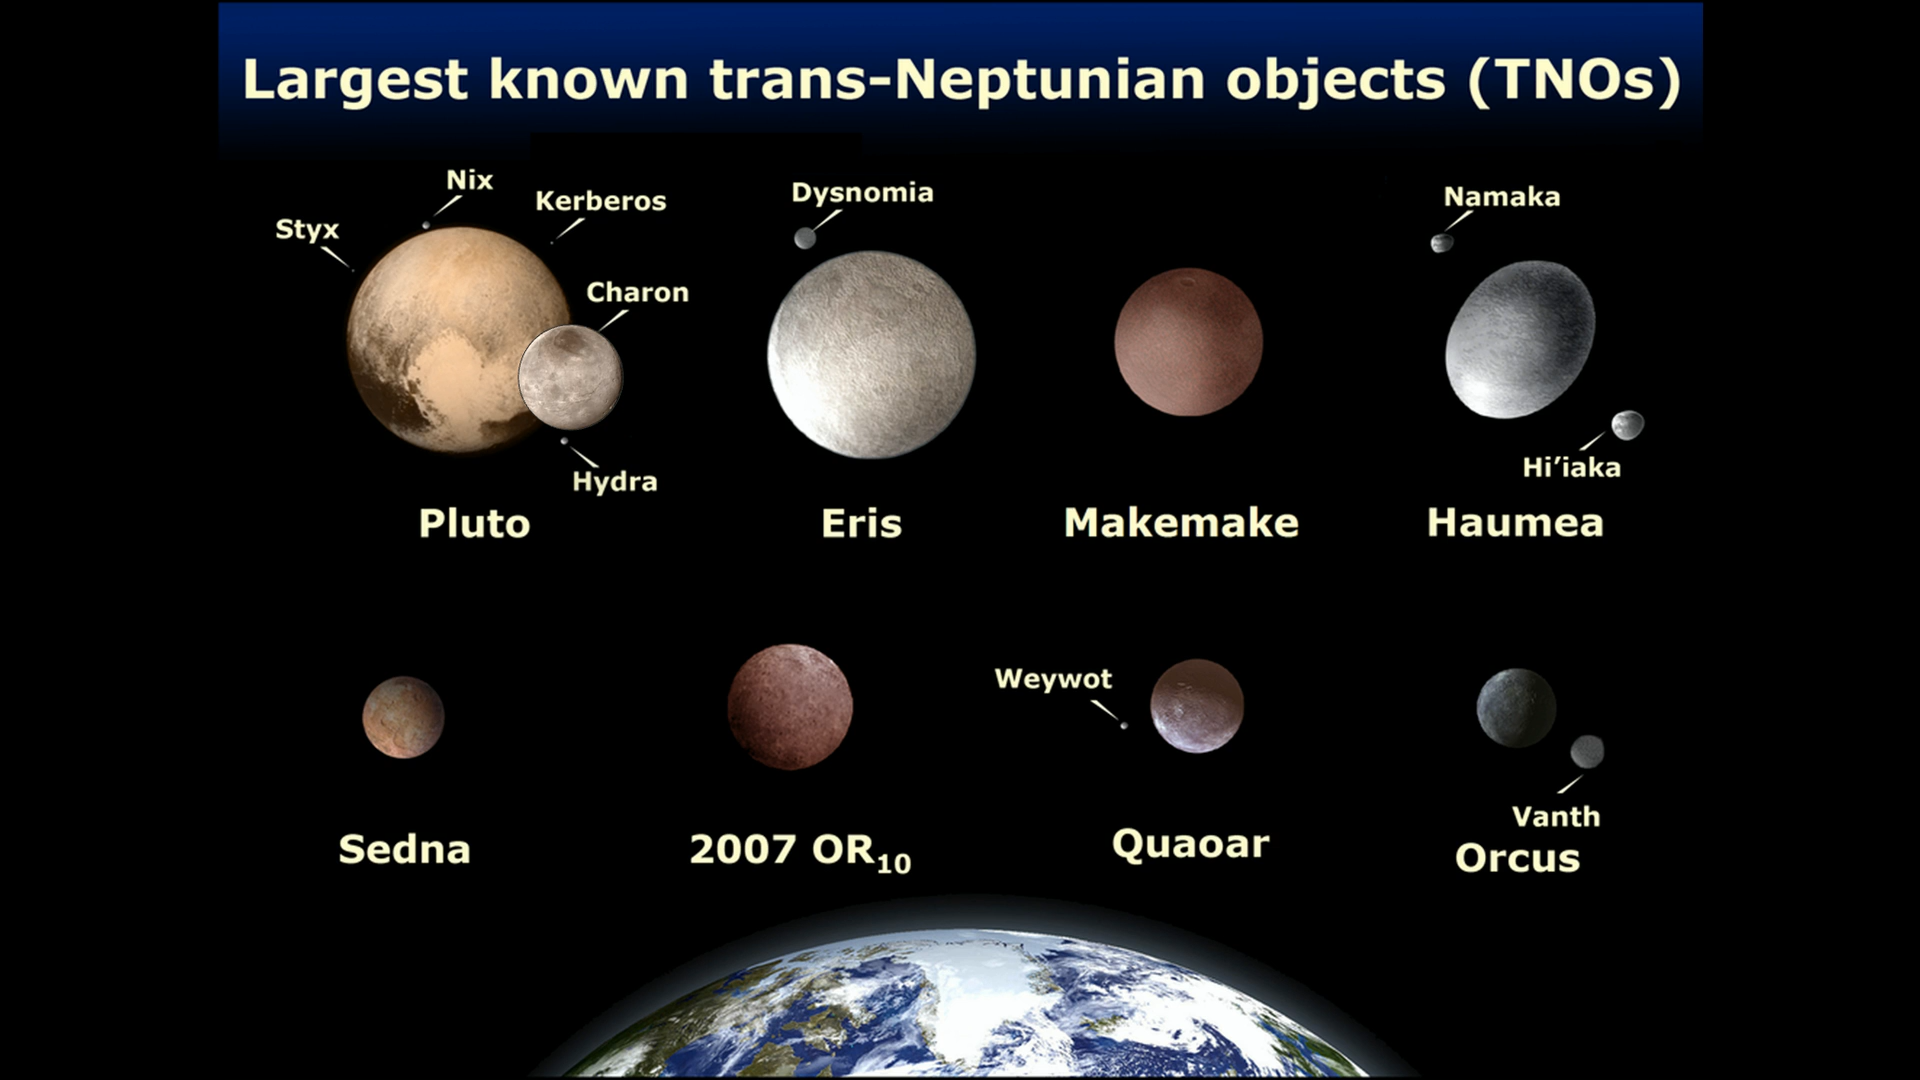 Largest known trans-Neptunian objects (TNOs)
Nix
Kerberos
Styx
Charon
Hydra
Pluto
Dysnomia
Eris
Makemake
Namaka
Hi’iaka
Haumea
Sedna
2007 OR10
Weywot
Quaoar
Vanth
Orcus